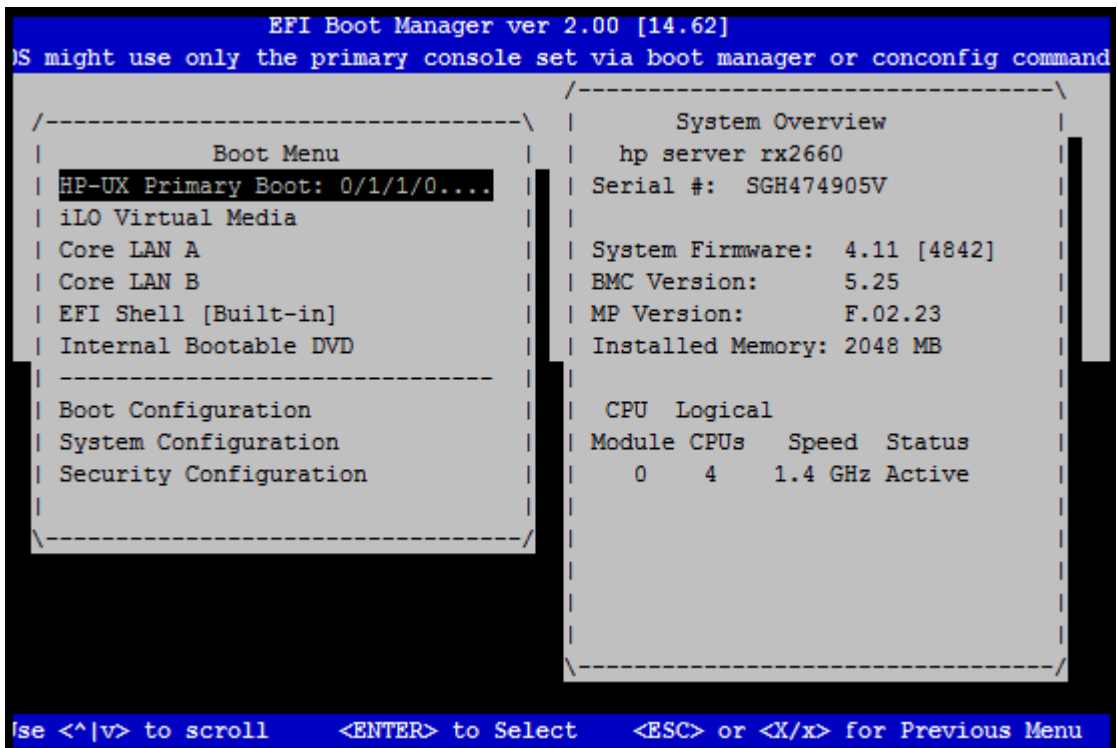 EFI Boot Manager ver 2.00 [14.62]
OS might use only the primary console set via boot manager or conconfig command
Boot Menu
HP-UX Primary Boot: 0/1/1/0....
iLO Virtual Media
Core LAN A
Core LAN B
EFI Shell [Built-in]
Internal Bootable DVD
--------------------------------
Boot Configuration
System Configuration
Security Configuration
System Overview
hp server rx2660
Serial #: SGH474905V
System Firmware: 4.11 [4842]
BMC Version: 5.25
MP Version: F.02.23
Installed Memory: 2048 MB
CPU Logical
Module CPUs Speed Status
0 4 1.4 GHz Active
Use <^|v> to scroll <ENTER> to Select <ESC> or <X/x> for Previous Menu